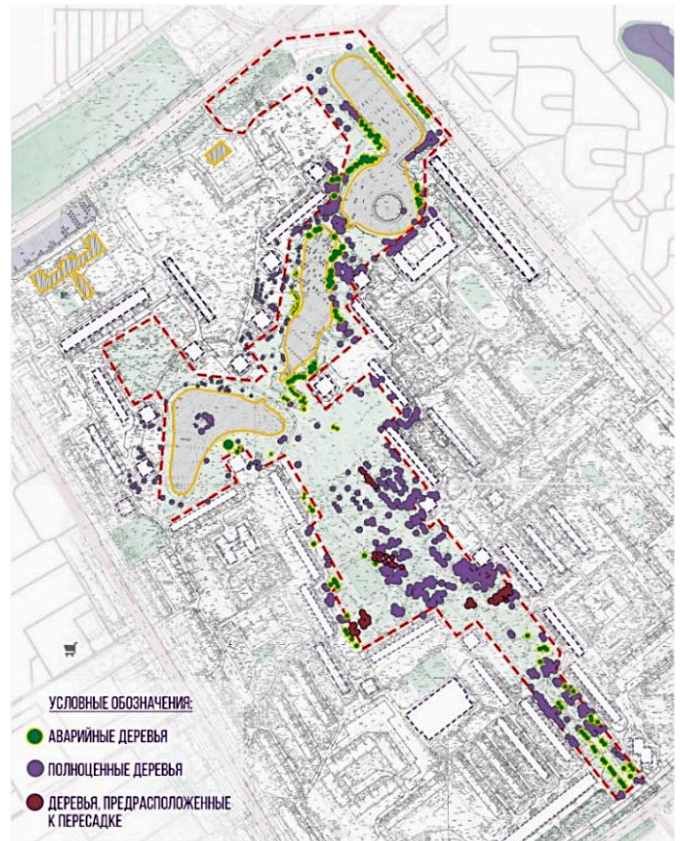 УСЛОВНЫЕ ОБОЗНАЧЕНИЯ:
АВАРИЙНЫЕ ДЕРЕВЬЯ
ПОЛНОЦЕННЫЕ ДЕРЕВЬЯ
ДЕРЕВЬЯ, ПРЕДРАСПОЛОЖЕННЫЕ
К ПЕРЕСАДКЕ